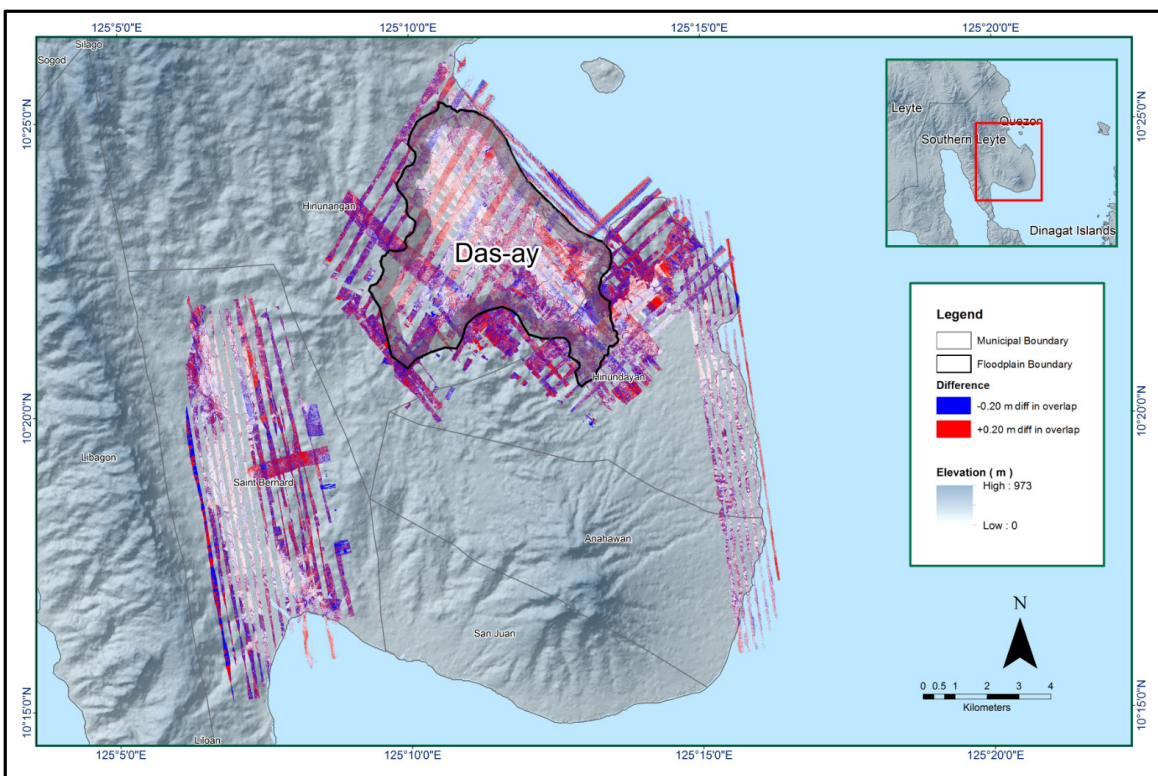 125°5'0"E
125°10'0"E
125°15'0"E
125°20'0"E
Silago
Sogod
10°25'0"N
10°25'0"N
Leyte
Quezon
Southern Leyte
Dinagat Islands
Hinunangan
Das-ay
Legend
Municipal Boundary
Floodplain Boundary
Difference
-0.20 m diff in overlap
+0.20 m diff in overlap
Elevation ( m )
High : 973
Low : 0
Hinundayan
10°20'0"N
10°20'0"N
Libagon
Saint Bernard
Anahawan
San Juan
N
0 0.5 1 2 3 4
Kilometers
10°15'0"N
10°15'0"N
Liloan
125°5'0"E
125°10'0"E
125°15'0"E
125°20'0"E